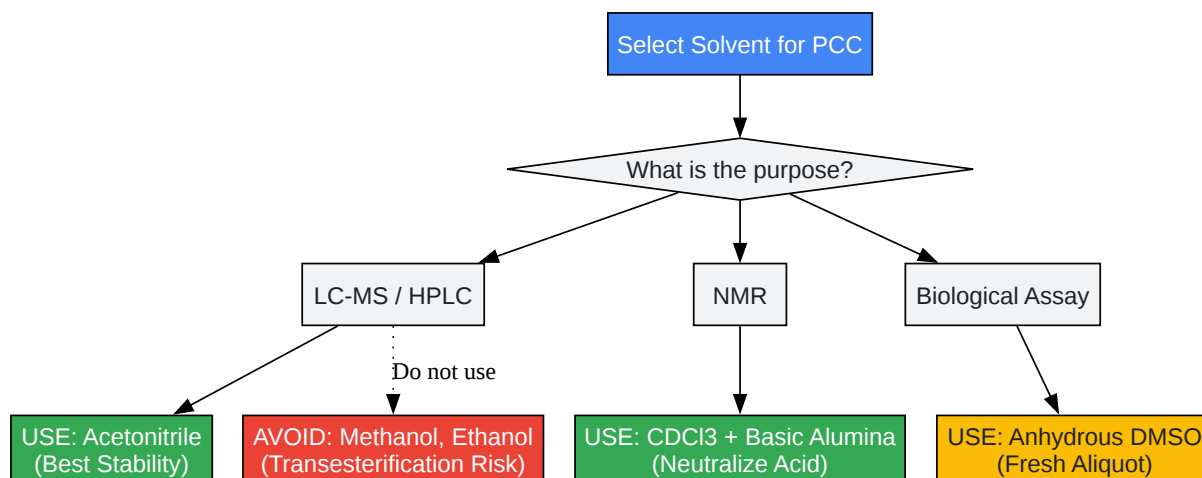 Select Solvent for PCC
What is the purpose?
LC-MS / HPLC
NMR
Biological Assay
Do not use
USE: Acetonitrile
(Best Stability)
AVOID: Methanol, Ethanol
(Transesterification Risk)
USE: CDCl3 + Basic Alumina
(Neutralize Acid)
USE: Anhydrous DMSO
(Fresh Aliquot)